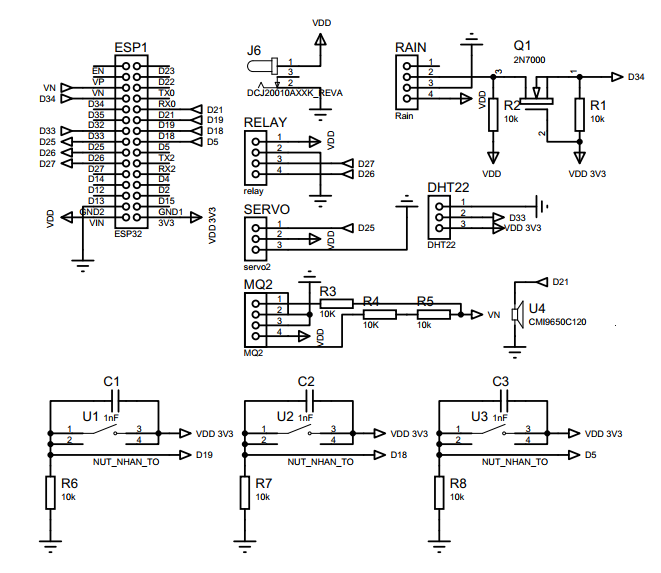 ESP1
EN D23
VP D22
VN VN TX0
D34 D34 RX0 D21
D35 D21 D19
D33 D32 D19 D18
D25 D33 D18 D5
D26 D25 D5
D27 D26 TX2
D27 RX2
D14 D4
D12 D2
D13 D15
VDD GND2 GND1 VDD 3V3
VIN 3V3
ESP32
VDD
J6
1
3
2
DCJ20010AXXK_REVA
RELAY
1 VDD
2
3 D27
4 D26
relay
SERVO
1 D25
2 VDD
3
servo2
MQ2
1
2
3
4 VDD
MQ2
R3
10K
R4
10K
R5
10k
VN
RAIN
1
2
3
4 VDD
Rain
Q1
2N7000
3
1
2
D34
R2
10k
VDD
R1
10k
VDD 3V3
DHT22
1
2 D33
3 VDD 3V3
DHT22
D21
U4
CMI9650C120
C1
1nF
U1
1 3 VDD 3V3
2 4
D19
NUT_NHAN_TO
R6
10k
C2
1nF
U2
1 3 VDD 3V3
2 4
D18
NUT_NHAN_TO
R7
10k
C3
1nF
U3
1 3 VDD 3V3
2 4
D5
NUT_NHAN_TO
R8
10k